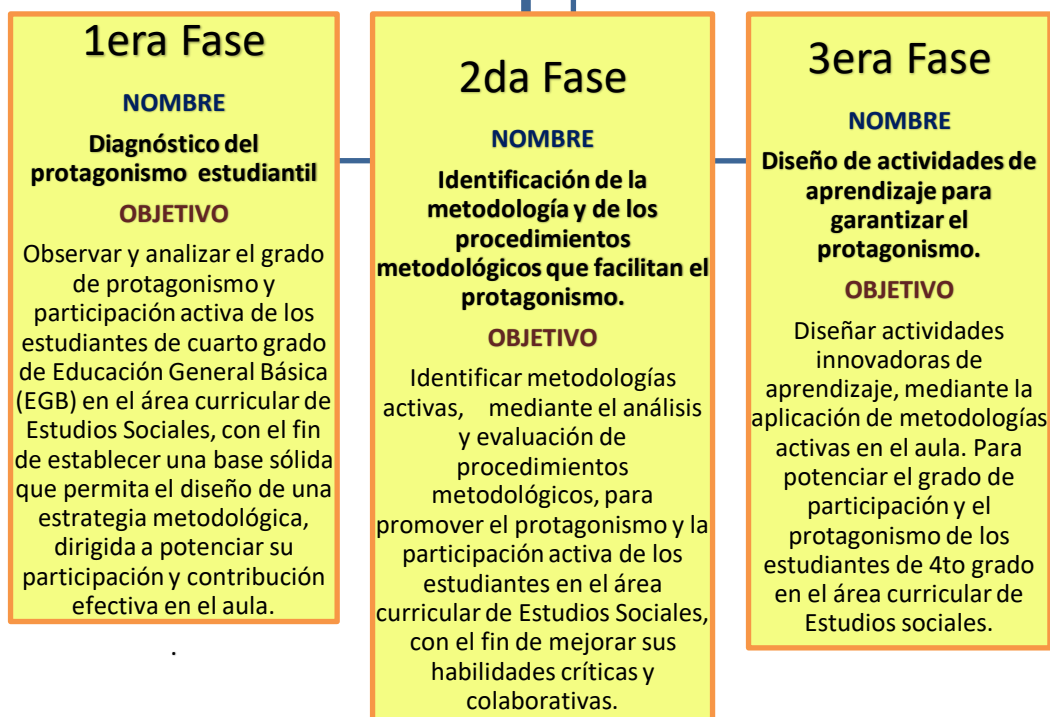 1era Fase
NOMBRE
Diagnóstico del
protagonismo estudiantil
OBJETIVO
Observar y analizar el grado
de protagonismo y
participación activa de los
estudiantes de cuarto grado
de Educación General Básica
(EGB) en el área curricular de
Estudios Sociales, con el fin
de establecer una base sólida
que permita el diseño de una
estrategia metodológica,
dirigida a potenciar su
participación y contribución
efectiva en el aula.
.
2da Fase
NOMBRE
Identificación de la
metodología y de los
procedimientos
metodológicos que facilitan el
protagonismo.
OBJETIVO
Identificar metodologías
activas, mediante el análisis
y evaluación de
procedimientos
metodológicos, para
promover el protagonismo y la
participación activa de los
estudiantes en el área
curricular de Estudios Sociales,
con el fin de mejorar sus
habilidades críticas y
colaborativas.
3era Fase
NOMBRE
Diseño de actividades de
aprendizaje para
garantizar el
protagonismo.
OBJETIVO
Diseñar actividades
innovadoras de
aprendizaje, mediante la
aplicación de metodologías
activas en el aula. Para
potenciar el grado de
participación y el
protagonismo de los
estudiantes de 4to grado
en el área curricular de
Estudios sociales.